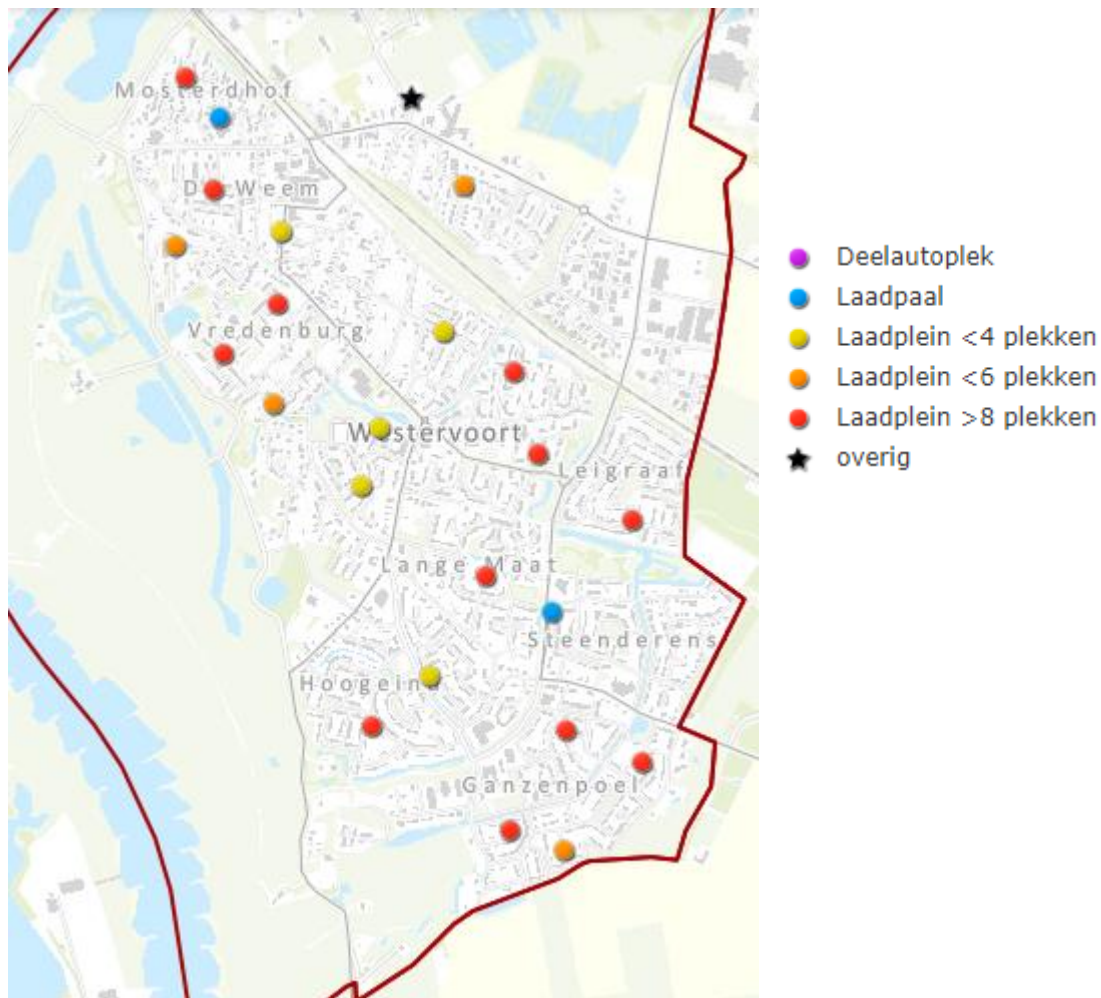 Mosterdhof
De Weem
Vredenburg
Westervoort
Leigraaf
Lange Maat
Steenderens
Hoogeind
Ganzenpoel
Deelautoplek
Laadpaal
Laadplein <4 plekken
Laadplein <6 plekken
Laadplein >8 plekken
overig